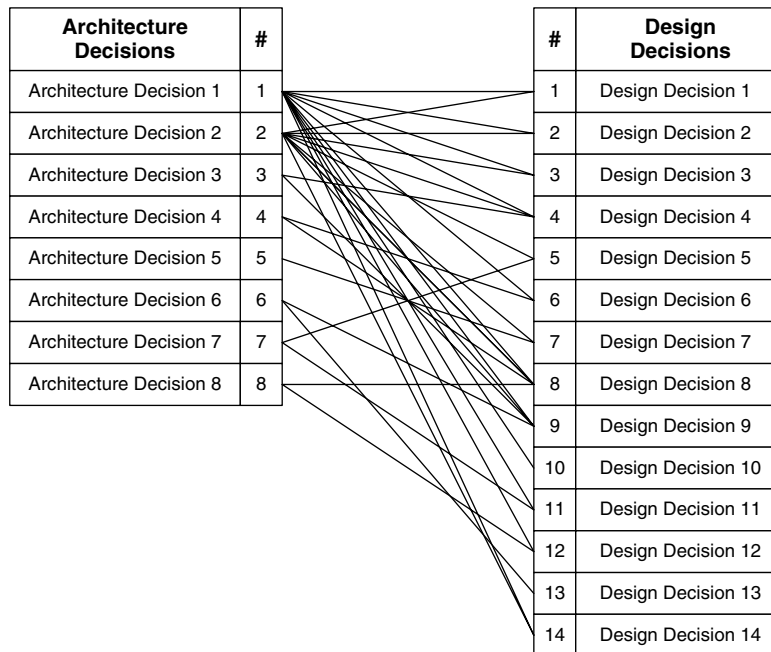 Architecture
Decisions
#
Architecture Decision 1 1
Architecture Decision 2 2
Architecture Decision 3 3
Architecture Decision 4 4
Architecture Decision 5 5
Architecture Decision 6 6
Architecture Decision 7 7
Architecture Decision 8 8
#
Design
Decisions
1 Design Decision 1
2 Design Decision 2
3 Design Decision 3
4 Design Decision 4
5 Design Decision 5
6 Design Decision 6
7 Design Decision 7
8 Design Decision 8
9 Design Decision 9
10 Design Decision 10
11 Design Decision 11
12 Design Decision 12
13 Design Decision 13
14 Design Decision 14